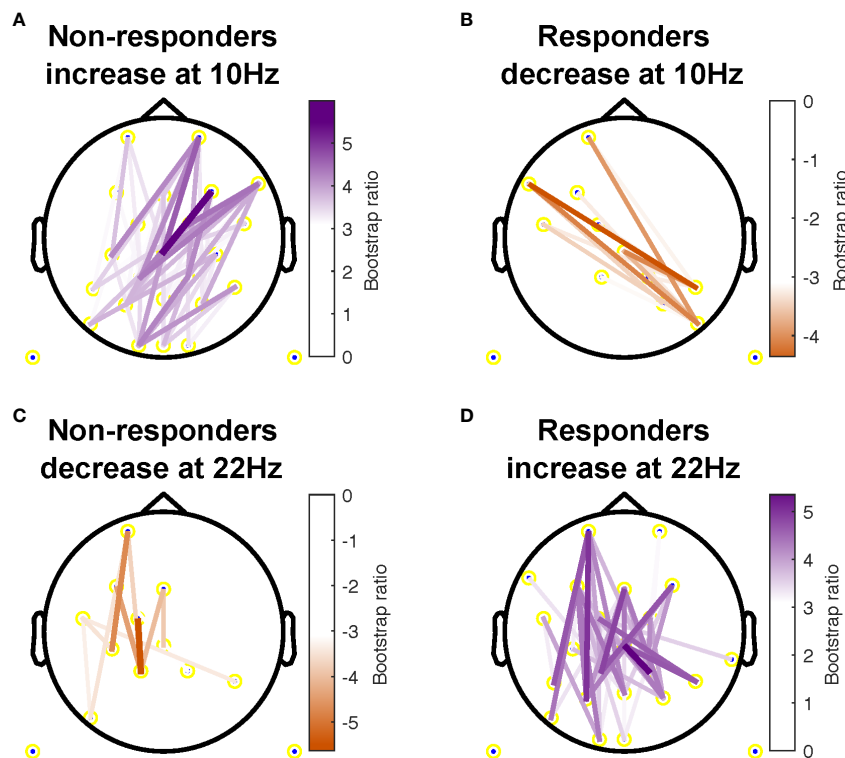 A
Non-responders
increase at 10Hz
5
4
3
2
1
0
Bootstrap ratio
B
Responders
decrease at 10Hz
0
-1
-2
-3
-4
Bootstrap ratio
C
Non-responders
decrease at 22Hz
0
-1
-2
-3
-4
-5
Bootstrap ratio
D
Responders
increase at 22Hz
5
4
3
2
1
0
Bootstrap ratio